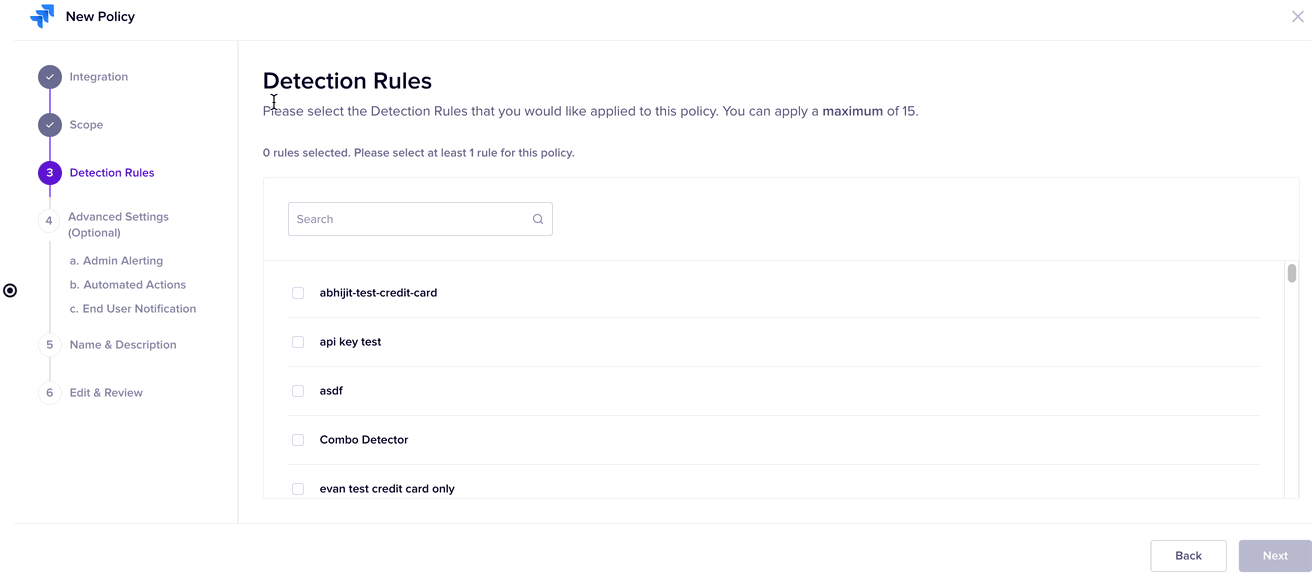 New Policy
Integration
Scope
3 Detection Rules
4 Advanced Settings
(Optional)
a. Admin Alerting
b. Automated Actions
c. End User Notification
5 Name & Description
6 Edit & Review
Detection Rules
Please select the Detection Rules that you would like applied to this policy. You can apply a maximum of 15.
0 rules selected. Please select at least 1 rule for this policy.
Search
abhijit-test-credit-card
api key test
asdf
Combo Detector
evan test credit card only
Back
Next